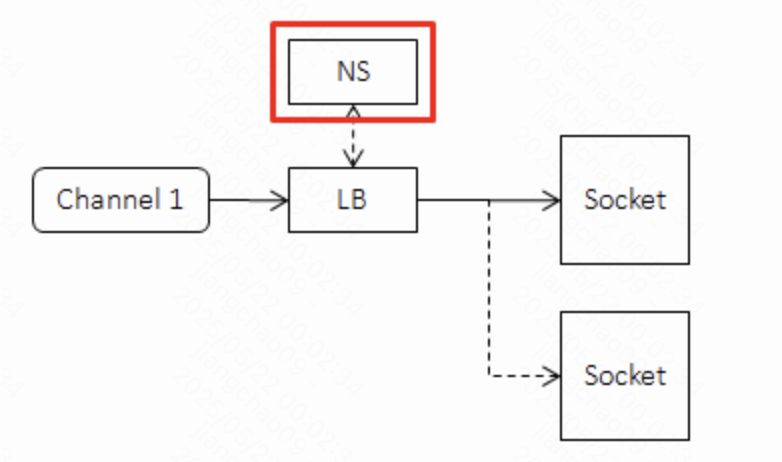 NS
Channel 1
LB
Socket
Socket